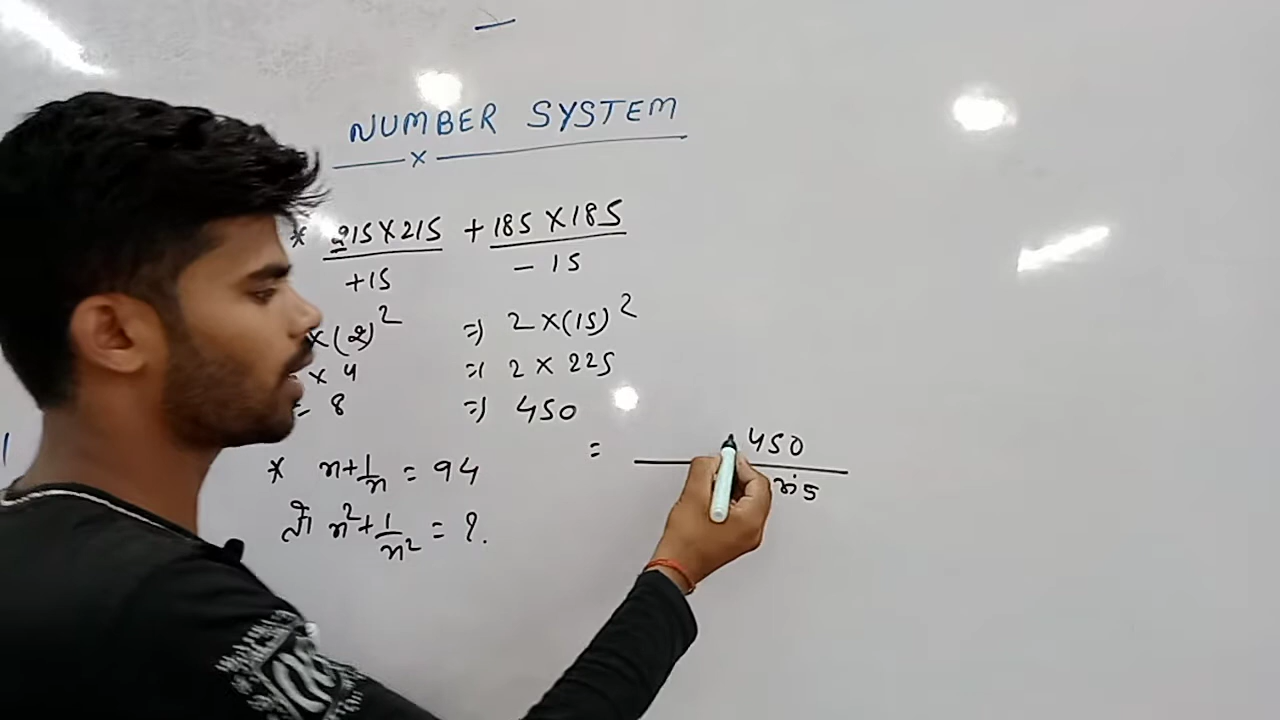 NUMBER SYSTEM
x
* 215 X 215 + 185 X 185
+15 - 15
x (2)² => 2 X (15)²
x 4 => 2 X 225
= 8 => 450
= 450
* x + 1/x = 94
तो x² + 1/x² = ?.